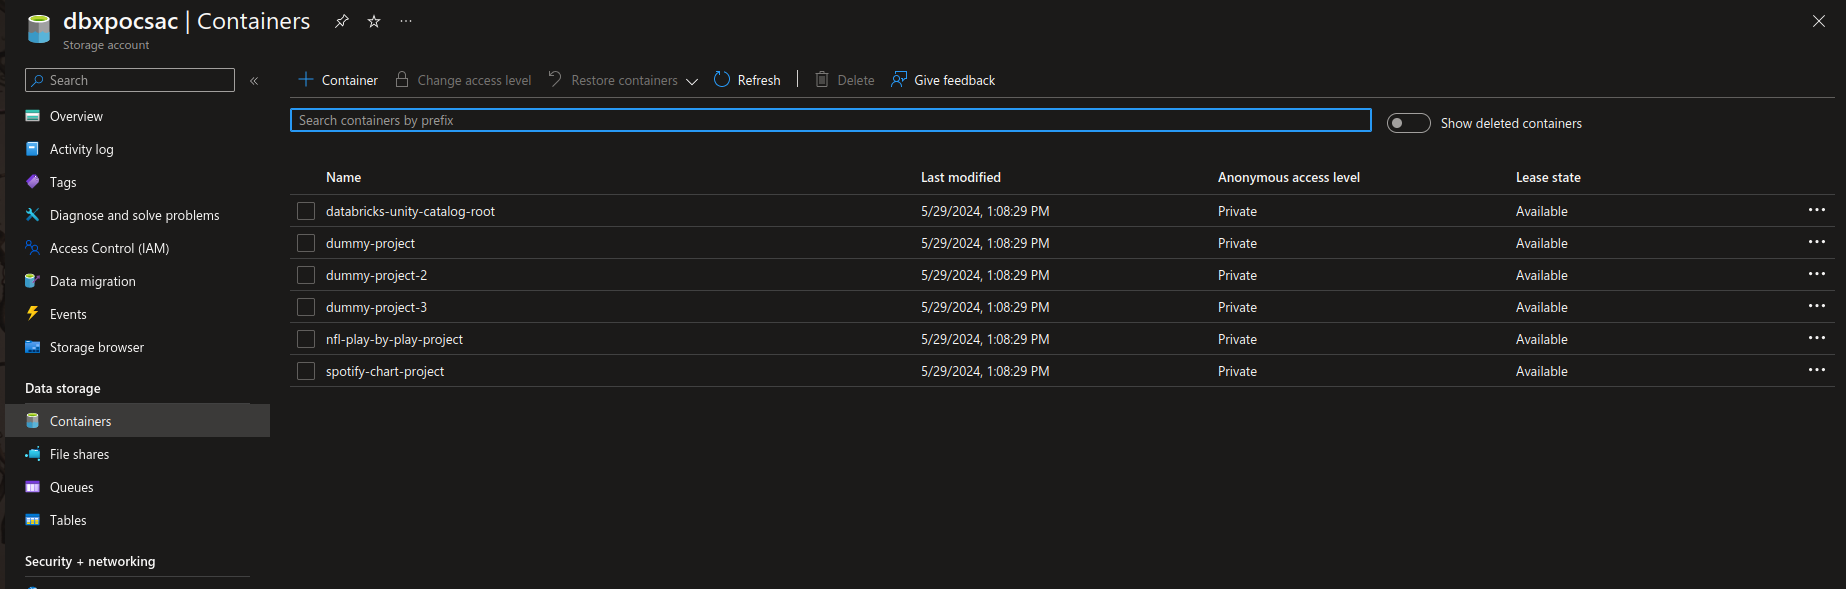 dbxpocsac | Containers
Storage account
Search
Overview
Activity log
Tags
Diagnose and solve problems
Access Control (IAM)
Data migration
Events
Storage browser
Data storage
Containers
File shares
Queues
Tables
Security + networking
Container Change access level Restore containers Refresh Delete Give feedback
Search containers by prefix
Show deleted containers
Name Last modified Anonymous access level Lease state
databricks-unity-catalog-root 5/29/2024, 1:08:29 PM Private Available
dummy-project 5/29/2024, 1:08:29 PM Private Available
dummy-project-2 5/29/2024, 1:08:29 PM Private Available
dummy-project-3 5/29/2024, 1:08:29 PM Private Available
nfl-play-by-play-project 5/29/2024, 1:08:29 PM Private Available
spotify-chart-project 5/29/2024, 1:08:29 PM Private Available